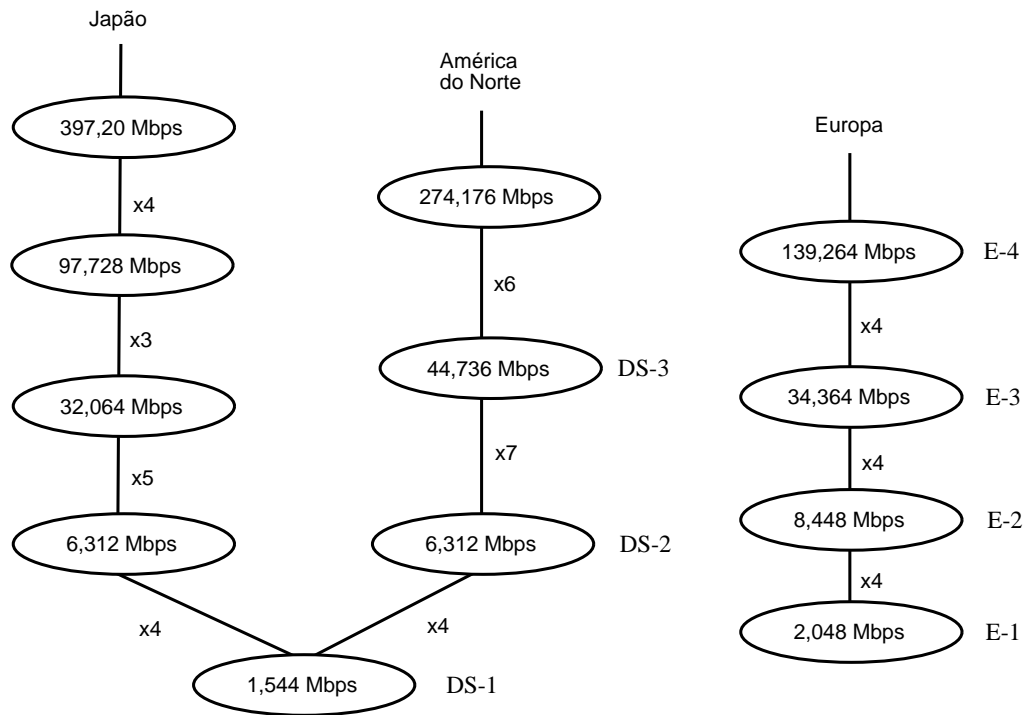 Japão
397,20 Mbps
x4
97,728 Mbps
x3
32,064 Mbps
x5
6,312 Mbps
x4
América
do Norte
274,176 Mbps
x6
44,736 Mbps
DS-3
x7
6,312 Mbps
DS-2
x4
1,544 Mbps
DS-1
Europa
139,264 Mbps
E-4
x4
34,364 Mbps
E-3
x4
8,448 Mbps
E-2
x4
2,048 Mbps
E-1